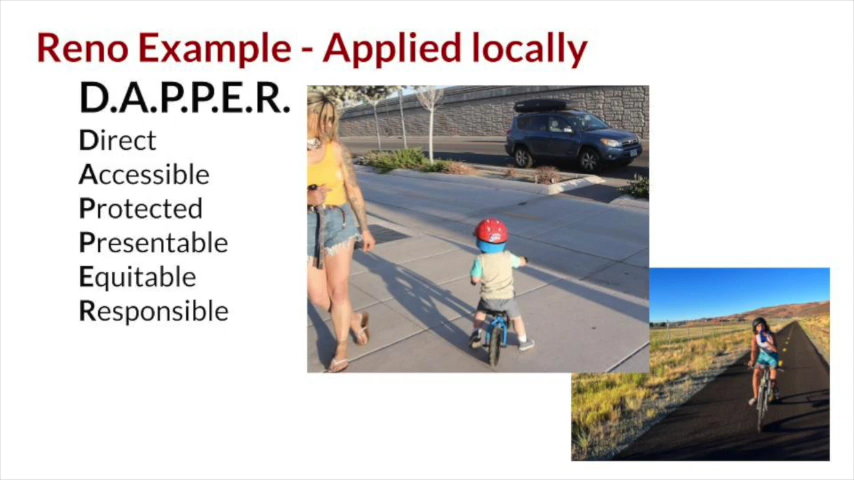 Reno Example - Applied locally
D.A.P.P.E.R.
Direct
Accessible
Protected
Presentable
Equitable
Responsible